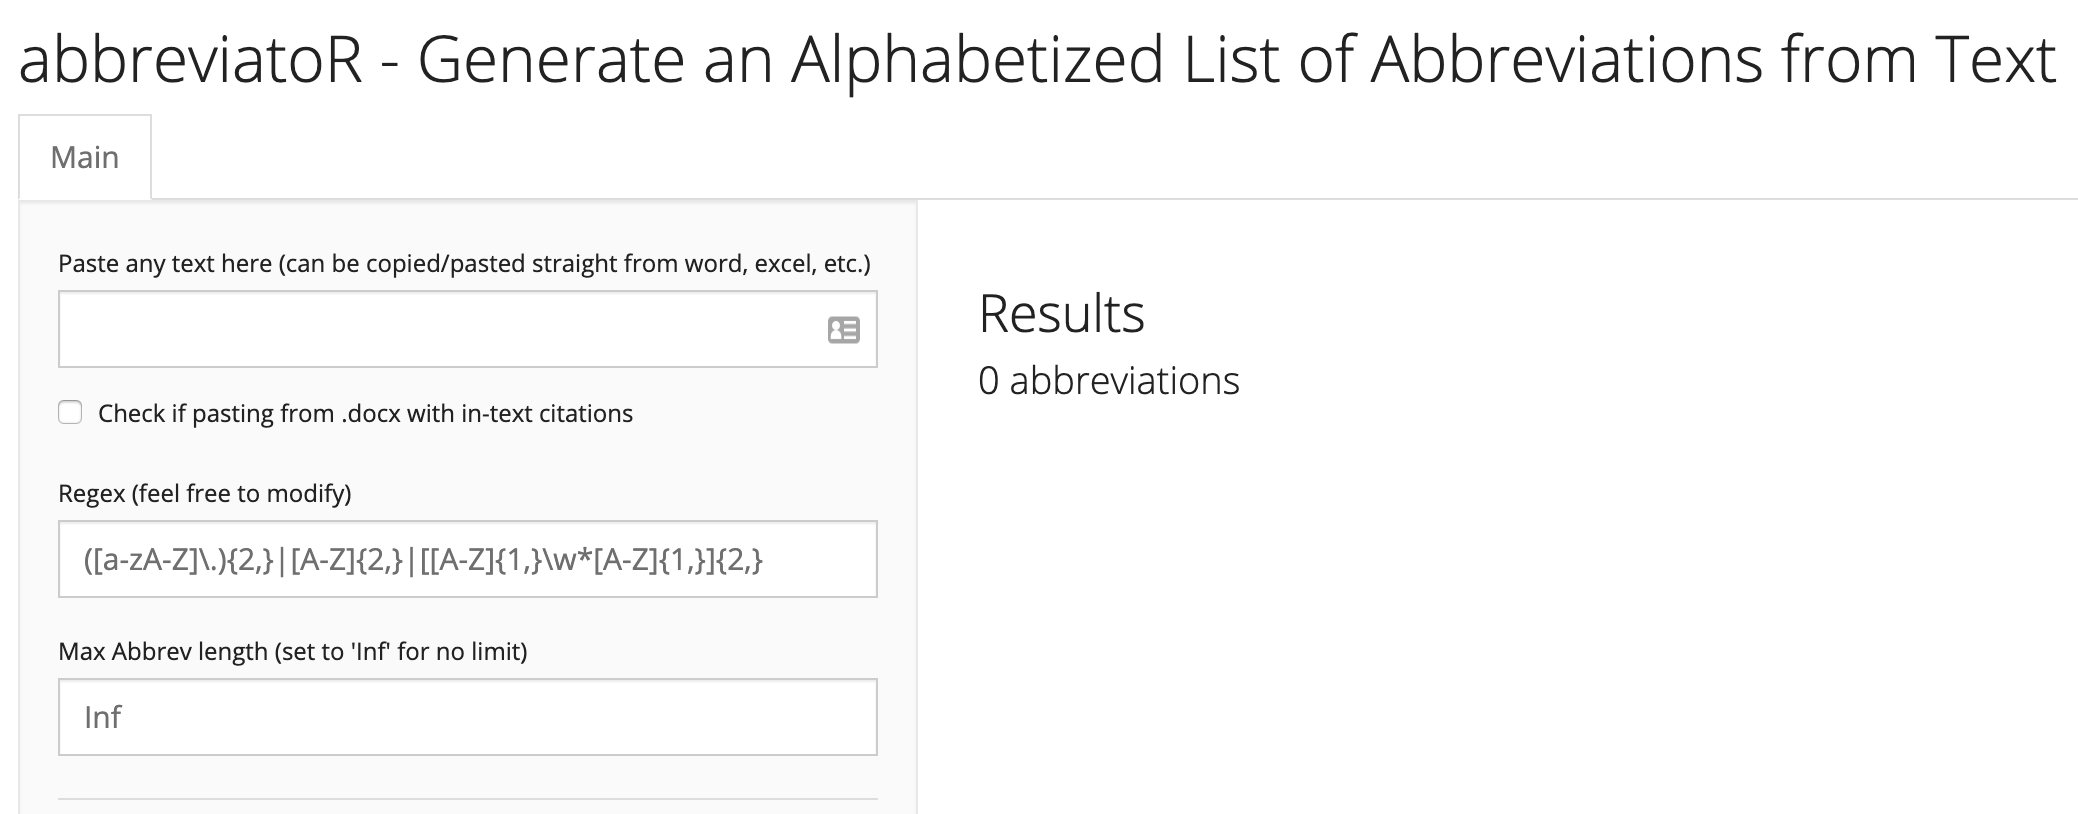 abbreviatoR - Generate an Alphabetized List of Abbreviations from Text
Main
Paste any text here (can be copied/pasted straight from word, excel, etc.)
Check if pasting from .docx with in-text citations
Regex (feel free to modify)
([a-zA-Z]\.){2,}|[A-Z]{2,}|[[A-Z]{1,}\w*[A-Z]{1,}]{2,}
Max Abbrev length (set to 'Inf' for no limit)
Inf
Results
0 abbreviations